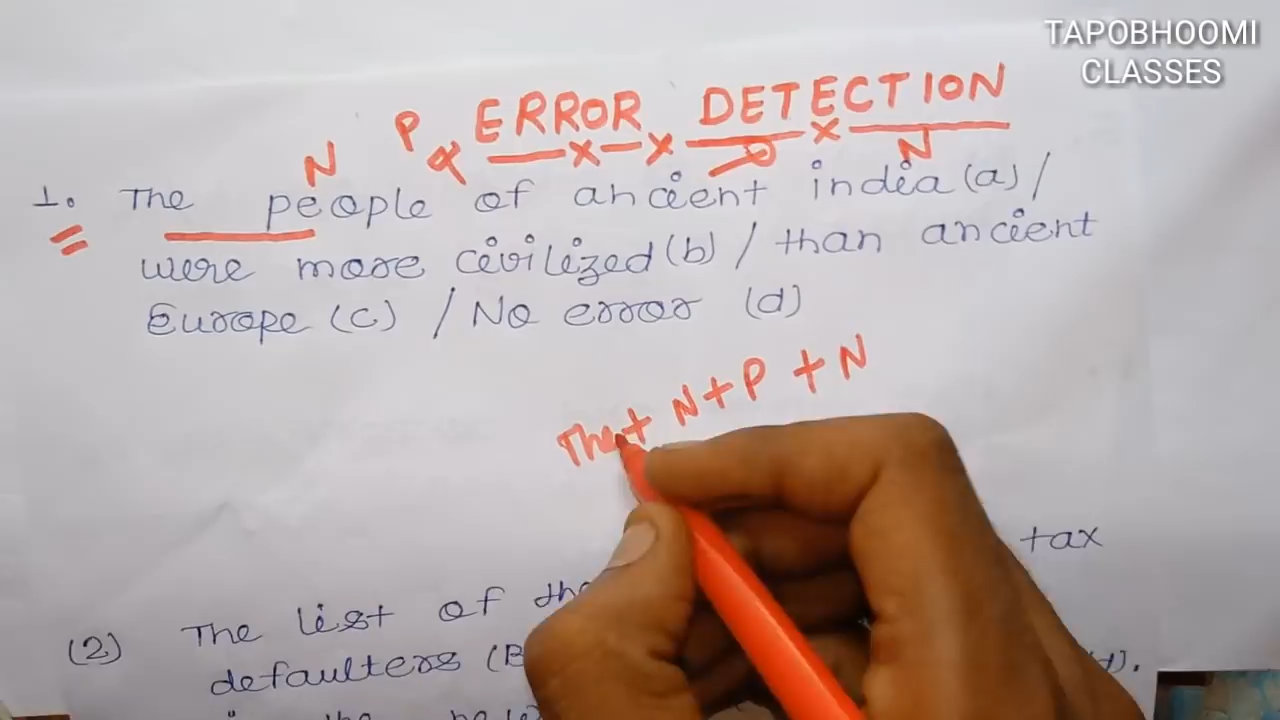 TAPOBHOOMI
CLASSES
ERROR DETECTION
N P N
1. The people of ancient india (a) /
were more civilized (b) / than ancient
Europe (c) / No error (d)
The + N + P + N
(2) The list of tax
defaulters (B